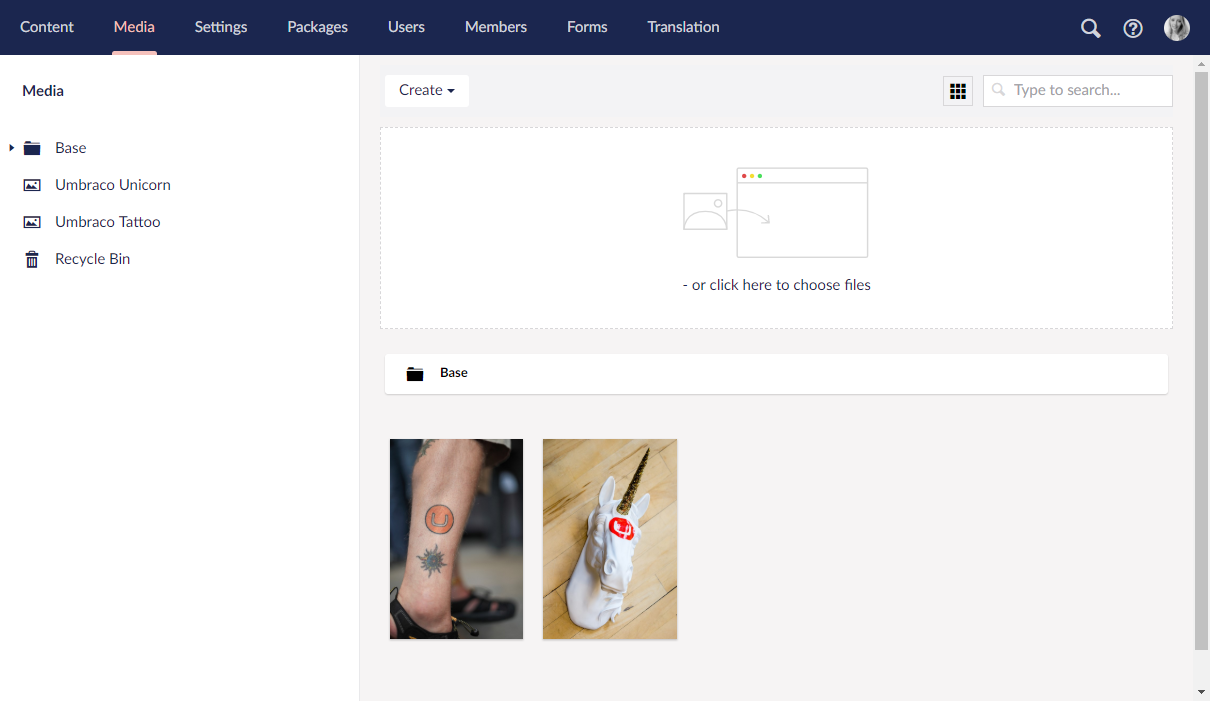 Content Media Settings Packages Users Members Forms Translation
Media
Base
Umbraco Unicorn
Umbraco Tattoo
Recycle Bin
Create
Type to search...
- or click here to choose files
Base
U